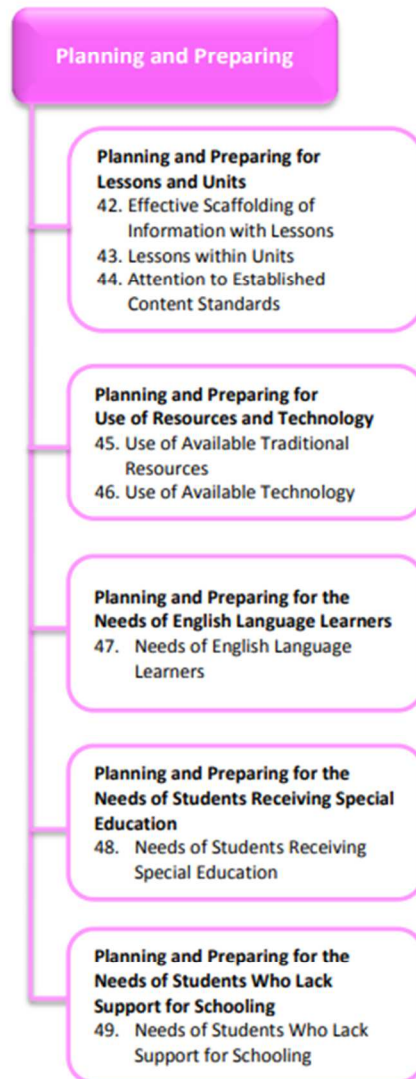 Planning and Preparing
Planning and Preparing for
Lessons and Units
42. Effective Scaffolding of
Information with Lessons
43. Lessons within Units
44. Attention to Established
Content Standards
Planning and Preparing for
Use of Resources and Technology
45. Use of Available Traditional
Resources
46. Use of Available Technology
Planning and Preparing for the
Needs of English Language Learners
47. Needs of English Language
Learners
Planning and Preparing for the
Needs of Students Receiving Special
Education
48. Needs of Students Receiving
Special Education
Planning and Preparing for the
Needs of Students Who Lack
Support for Schooling
49. Needs of Students Who Lack
Support for Schooling